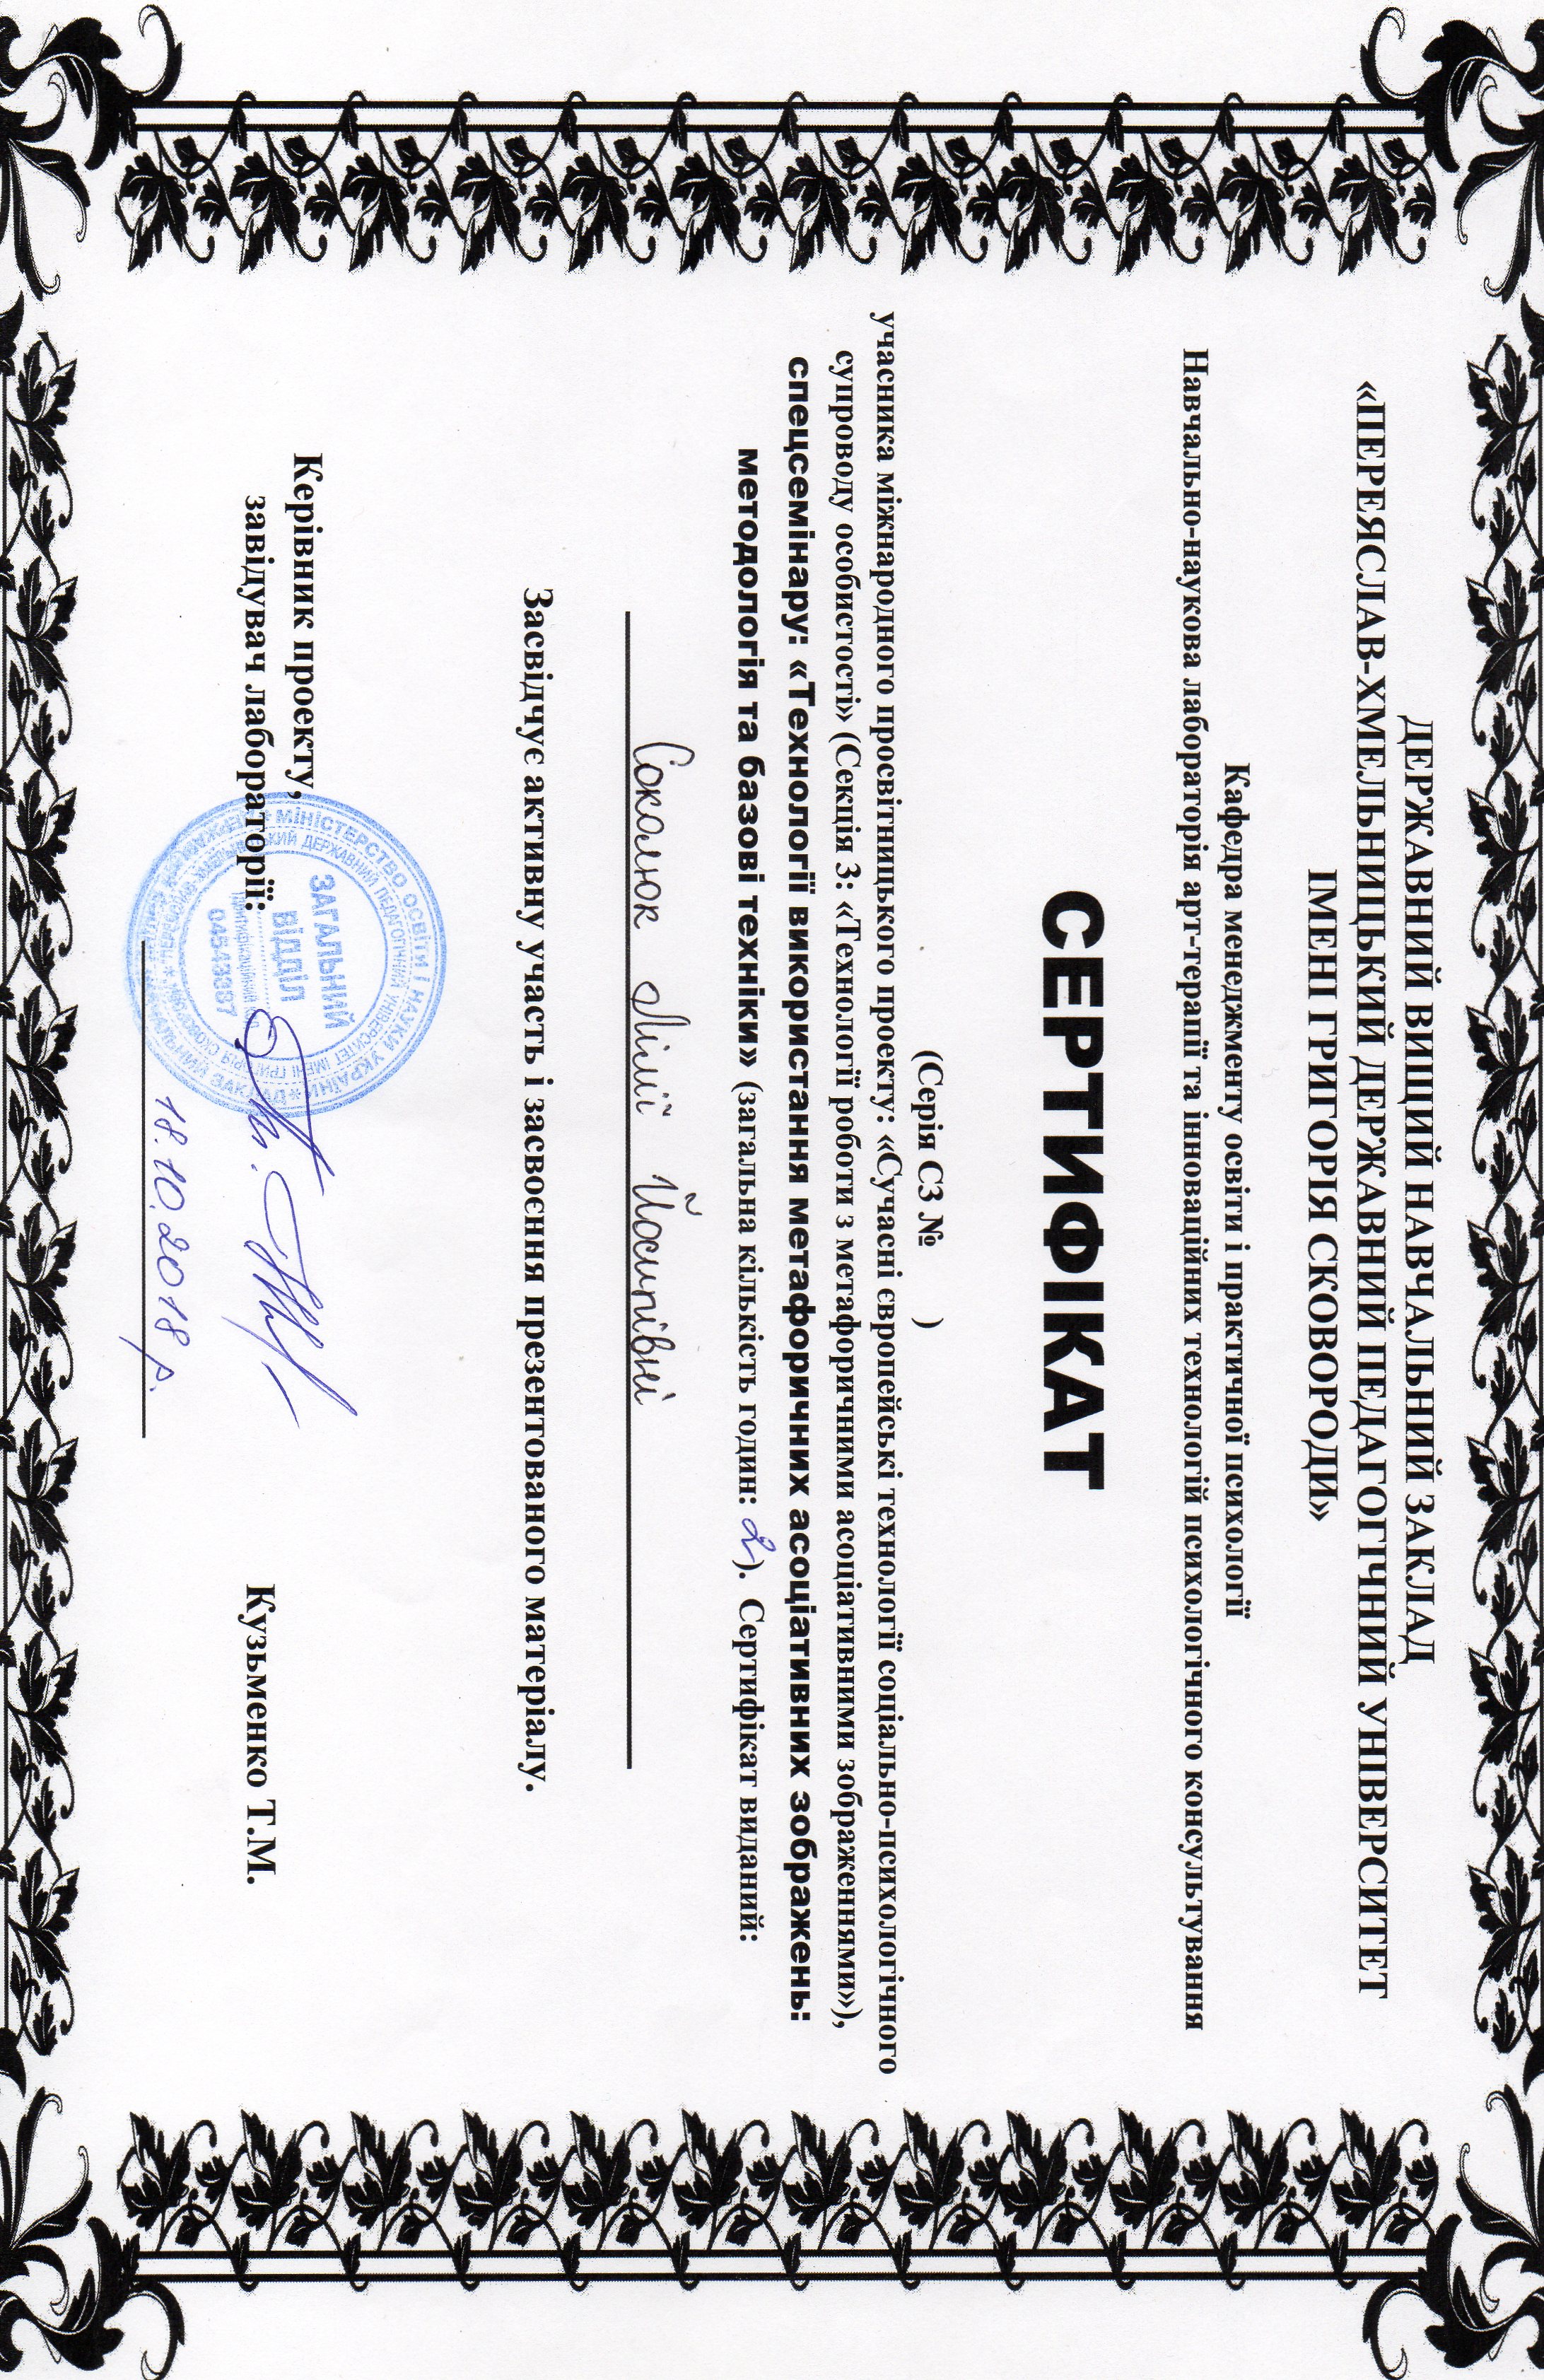 ДЕРЖАВНИЙ ВИЩИЙ НАВЧАЛЬНИЙ ЗАКЛАД
«ПЕРЕЯСЛАВ-ХМЕЛЬНИЦЬКИЙ ДЕРЖАВНИЙ ПЕДАГОГІЧНИЙ УНІВЕРСИТЕТ
ІМЕНІ ГРИГОРІЯ СКОВОРОДИ»
Кафедра менеджменту освіти і практичної психології
Навчально-наукова лабораторія арт-терапії та інноваційних технологій психологічного консультування
СЕРТИФІКАТ
(Серія СЗ № )
учасника міжнародного просвітницького проекту: «Сучасні європейські технології соціально-психологічного
супроводу особистості» (Секція 3: «Технології роботи з метафоричними асоціативними зображеннями»),
спецсемінару: «Технології використання метафоричних асоціативних зображень:
методологія та базові техніки» (загальна кількість годин: 2). Сертифікат виданий:
Соколюк Лілії Йосипівні
Засвідчує активну участь і засвоєння презентованого матеріалу.
Керівник проекту,
завідувач лабораторії:
Кузьменко Т.М.
МІНІСТЕРСТВО ОСВІТИ І НАУКИ УКРАЇНИ
ДЕРЖАВНИЙ ПЕДАГОГІЧНИЙ УНІВЕРСИТЕТ ІМЕНІ ГРИГОРІЯ СКОВОРОДИ
ЗАГАЛЬНИЙ
ВІДДІЛ
Ідентифікаційний код
04543387
18.10.2018 р.